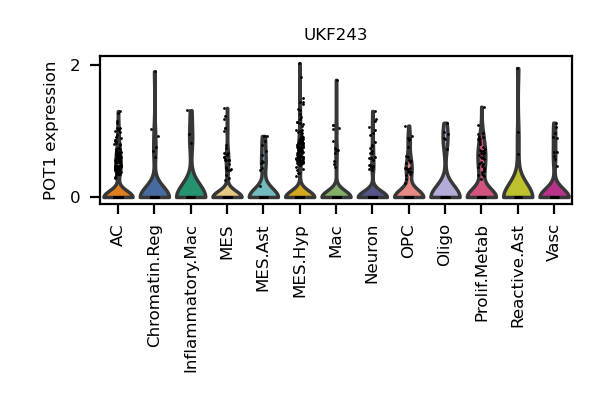 UKF243
POT1 expression
2
0
AC
Chromatin.Reg
Inflammatory.Mac
MES
MES.Ast
MES.Hyp
Mac
Neuron
OPC
Oligo
Prolif.Metab
Reactive.Ast
Vasc